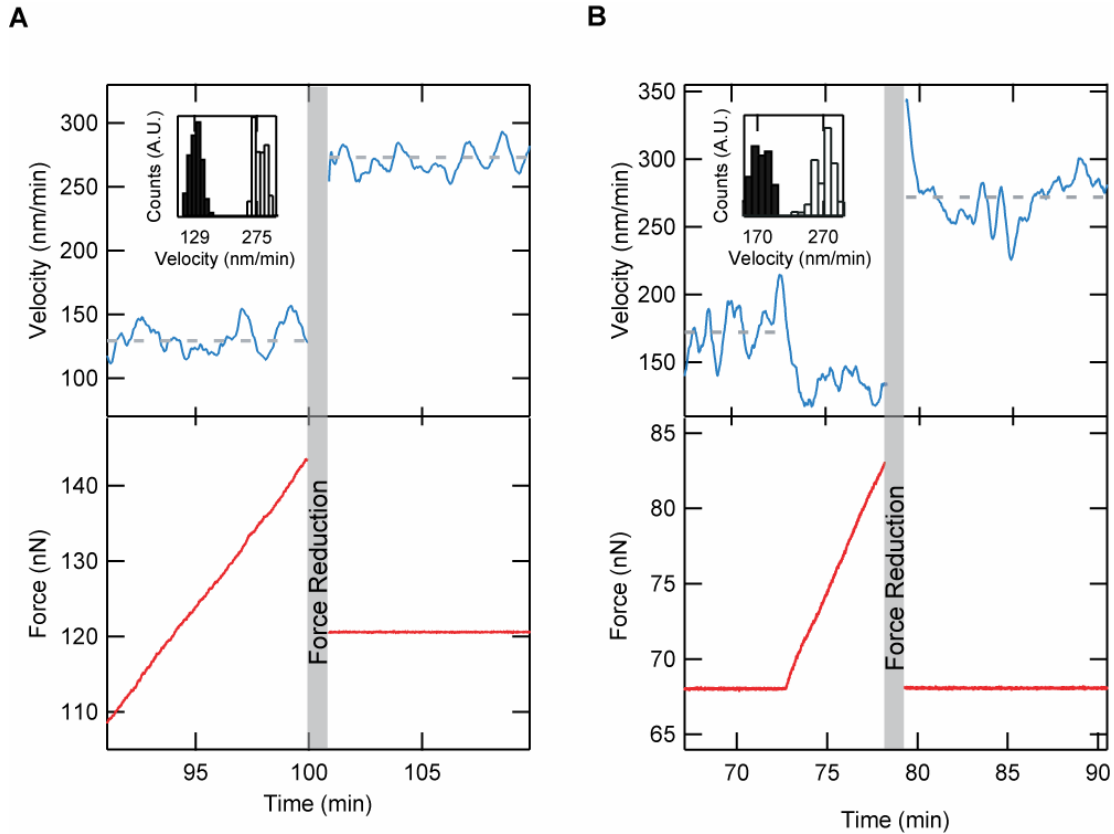 A
B
Velocity (nm/min)
300
250
200
150
100
Counts (A.U.)
129 275
Velocity (nm/min)
Force (nN)
140
130
120
110
Force Reduction
95 100 105
Time (min)
Velocity (nm/min)
350
300
250
200
150
Counts (A.U.)
170 270
Velocity (nm/min)
Force (nN)
85
80
75
70
65
Force Reduction
70 75 80 85 90
Time (min)